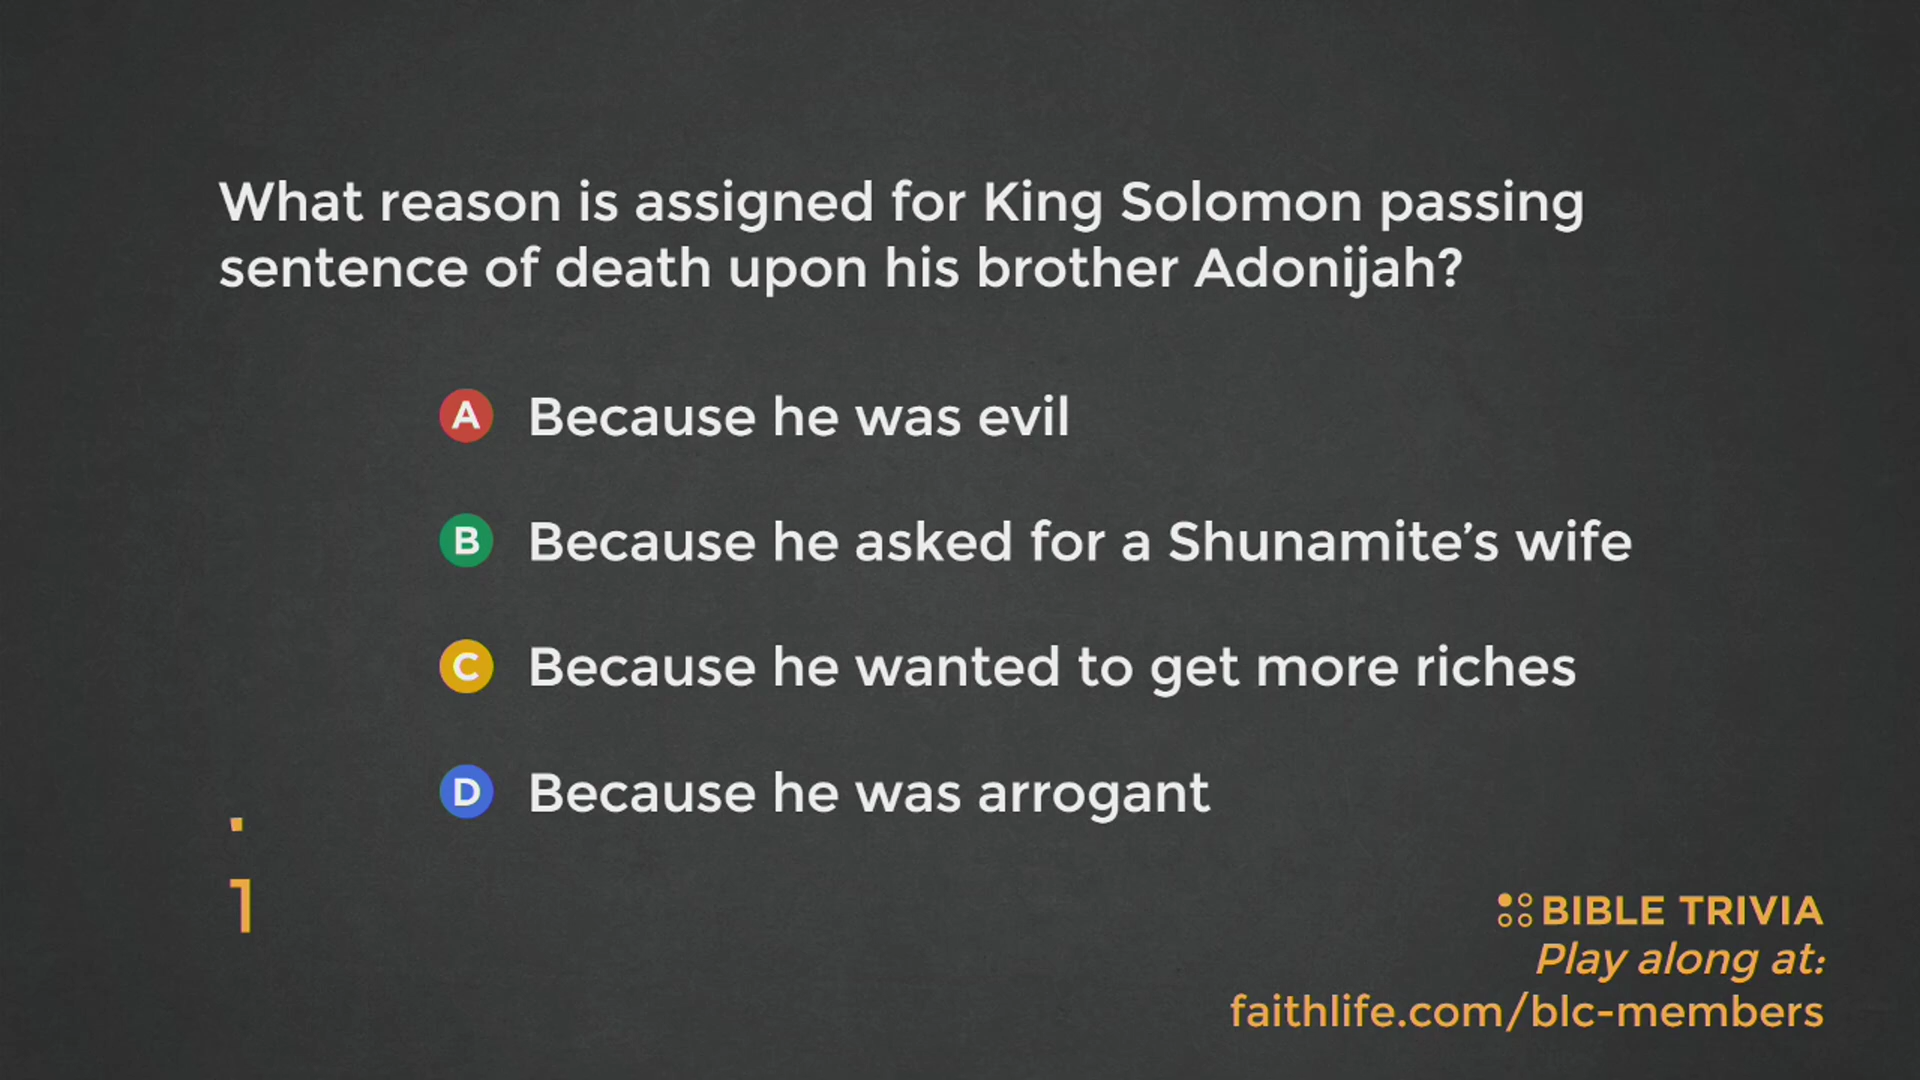 What reason is assigned for King Solomon passing
sentence of death upon his brother Adonijah?
A Because he was evil
B Because he asked for a Shunamite’s wife
C Because he wanted to get more riches
D Because he was arrogant
1
BIBLE TRIVIA
Play along at:
faithlife.com/blc-members